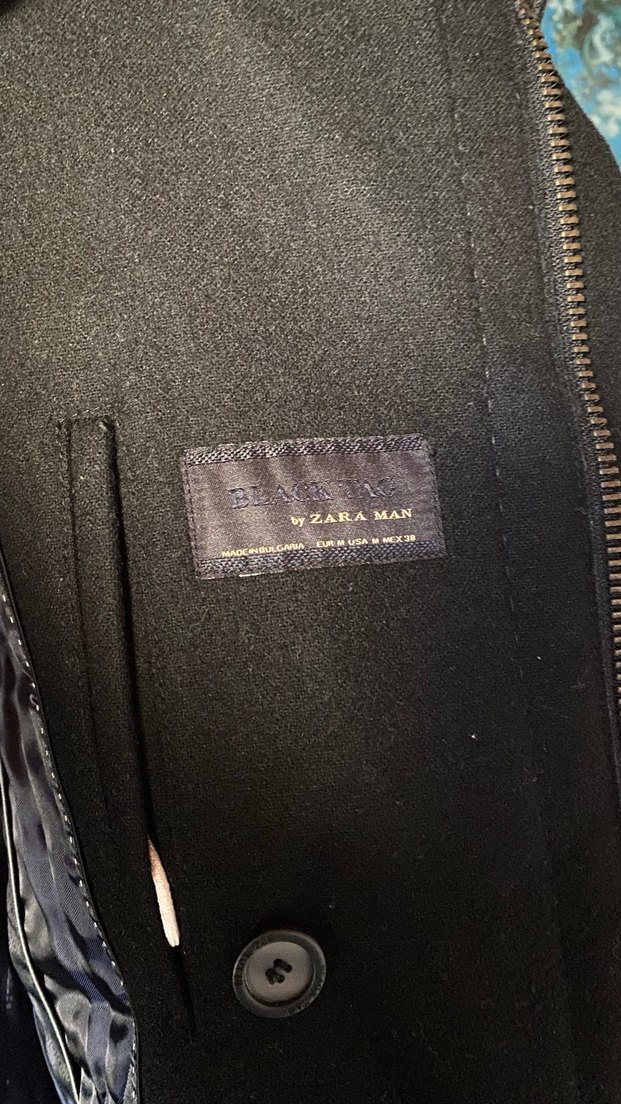 BLACK TAG
by ZARA MAN
MADE IN BULGARIA EUR M USA M MEX 38